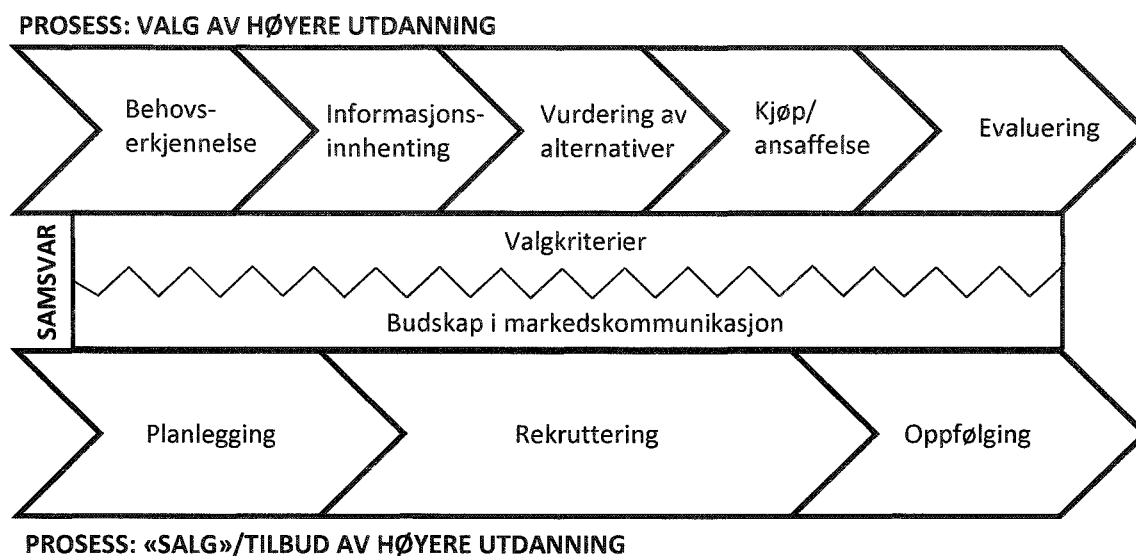 PROSESS: VALG AV HØYERE UTDANNING
Behovs-
erkjennelse
Informasjons-
innhenting
Vurdering av
alternativer
Kjøp/
ansaffelse
Evaluering
SAMSVAR
Valgkriterier
Budskap i markedskommunikasjon
Planlegging
Rekruttering
Oppfølging
PROSESS: «SALG»/TILBUD AV HØYERE UTDANNING